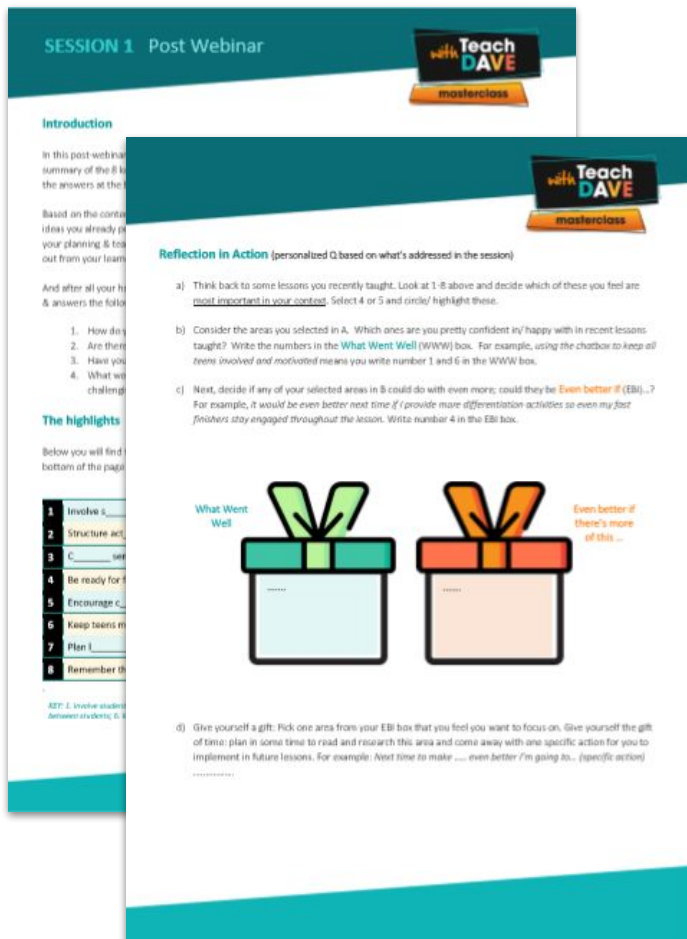 SESSION 1 Post Webinar
with Teach
DAVE
masterclass
Introduction
In this post-webinar
summary of the 8
the answers at the
Based on the
ideas you already
your planning &
out from your
And after all your
& answers the
1. How do
2. Are there
3. Have you
4. What
The highlights
Below you will find
bottom of the page
1 Involve s____
2 Structure act
3 C_______
4 Be ready for
5 Encourage c_
6 Keep teens
7 Plan l______
8 Remember
KEY: 1. involve
between students; 6.
with Teach
DAVE
masterclass
Reflection in Action (personalized Q based on what's addressed in the session)
a) Think back to some lessons you recently taught. Look at 1-8 above and decide which of these you feel are
most important in your context. Select 4 or 5 and circle/ highlight these.
b) Consider the areas you selected in A. Which ones are you pretty confident in/ happy with in recent lessons
taught? Write the numbers in the What Went Well (WWW) box. For example, using the chatbox to keep all
teens involved and motivated means you write number 1 and 6 in the WWW box.
c) Next, decide if any of your selected areas in B could do with even more; could they be Even better if (EBI)...?
For example, it would be even better next time if I provide more differentiation activities so even my fast
finishers stay engaged throughout the lesson. Write number 4 in the EBI box.
What Went
Well
Even better if
there's more
of this ...
......
......
d) Give yourself a gift: Pick one area from your EBI box that you feel you want to focus on. Give yourself the gift
of time: plan in some time to read and research this area and come away with one specific action for you to
implement in future lessons. For example: Next time to make ..... even better I'm going to... (specific action)
............